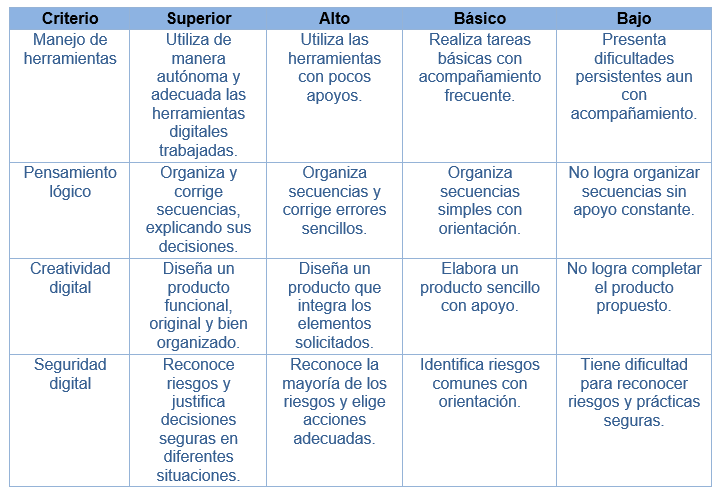 Criterio
Superior
Alto
Básico
Bajo
Manejo de
herramientas
Utiliza de
manera
autónoma y
adecuada las
herramientas
digitales
trabajadas.
Utiliza las
herramientas
con pocos
apoyos.
Realiza tareas
básicas con
acompañamiento
frecuente.
Presenta
dificultades
persistentes aun
con
acompañamiento.
Pensamiento
lógico
Organiza y
corrige
secuencias,
explicando sus
decisiones.
Organiza
secuencias y
corrige errores
sencillos.
Organiza
secuencias
simples con
orientación.
No logra organizar
secuencias sin
apoyo constante.
Creatividad
digital
Diseña un
producto
funcional,
original y bien
organizado.
Diseña un
producto que
integra los
elementos
solicitados.
Elabora un
producto sencillo
con apoyo.
No logra completar
el producto
propuesto.
Seguridad
digital
Reconoce
riesgos y
justifica
decisiones
seguras en
diferentes
situaciones.
Reconoce la
mayoría de los
riesgos y elige
acciones
adecuadas.
Identifica riesgos
comunes con
orientación.
Tiene dificultad
para reconocer
riesgos y prácticas
seguras.